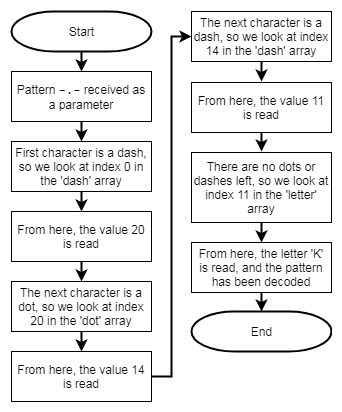 Start
Pattern -.- received as
a parameter
First character is a dash,
so we look at index 0 in
the 'dash' array
From here, the value 20
is read
The next character is a
dot, so we look at index
20 in the 'dot' array
From here, the value 14
is read
The next character is a
dash, so we look at index
14 in the 'dash' array
From here, the value 11
is read
There are no dots or
dashes left, so we look at
index 11 in the 'letter'
array
From here, the letter 'K'
is read, and the pattern
has been decoded
End